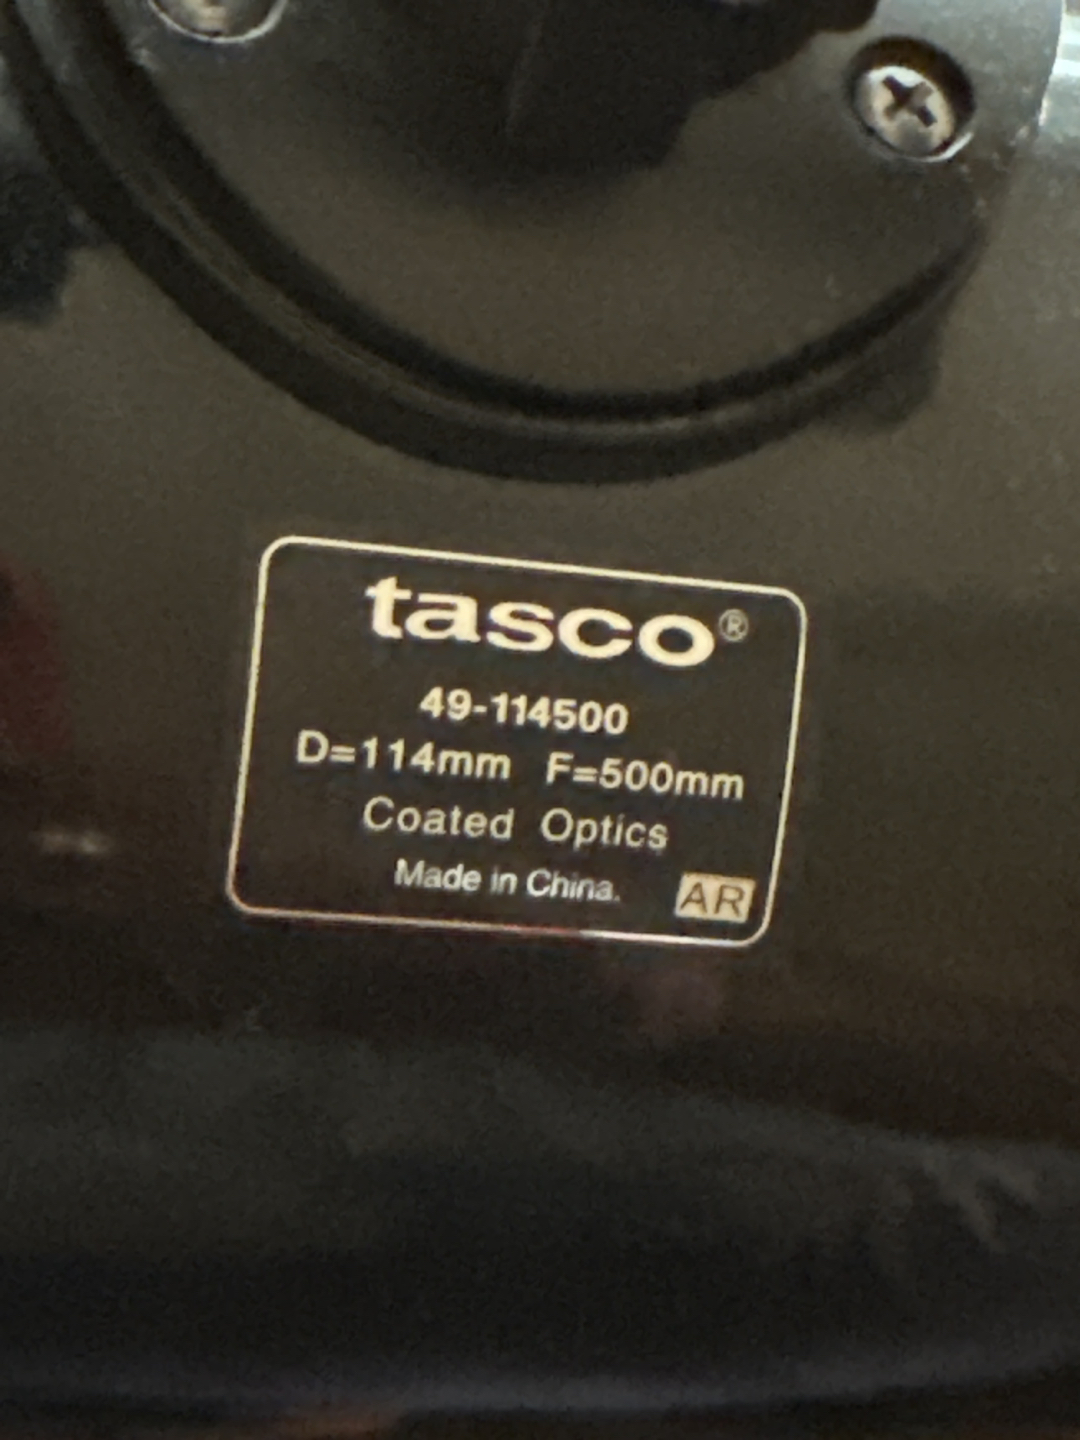 tasco®
49-114500
D=114mm F=500mm
Coated Optics
Made in China. AR